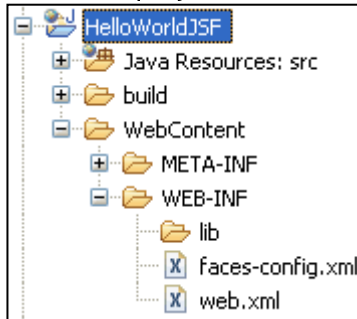 HelloWorldJSF
Java Resources: src
build
WebContent
META-INF
WEB-INF
lib
faces-config.xml
web.xml